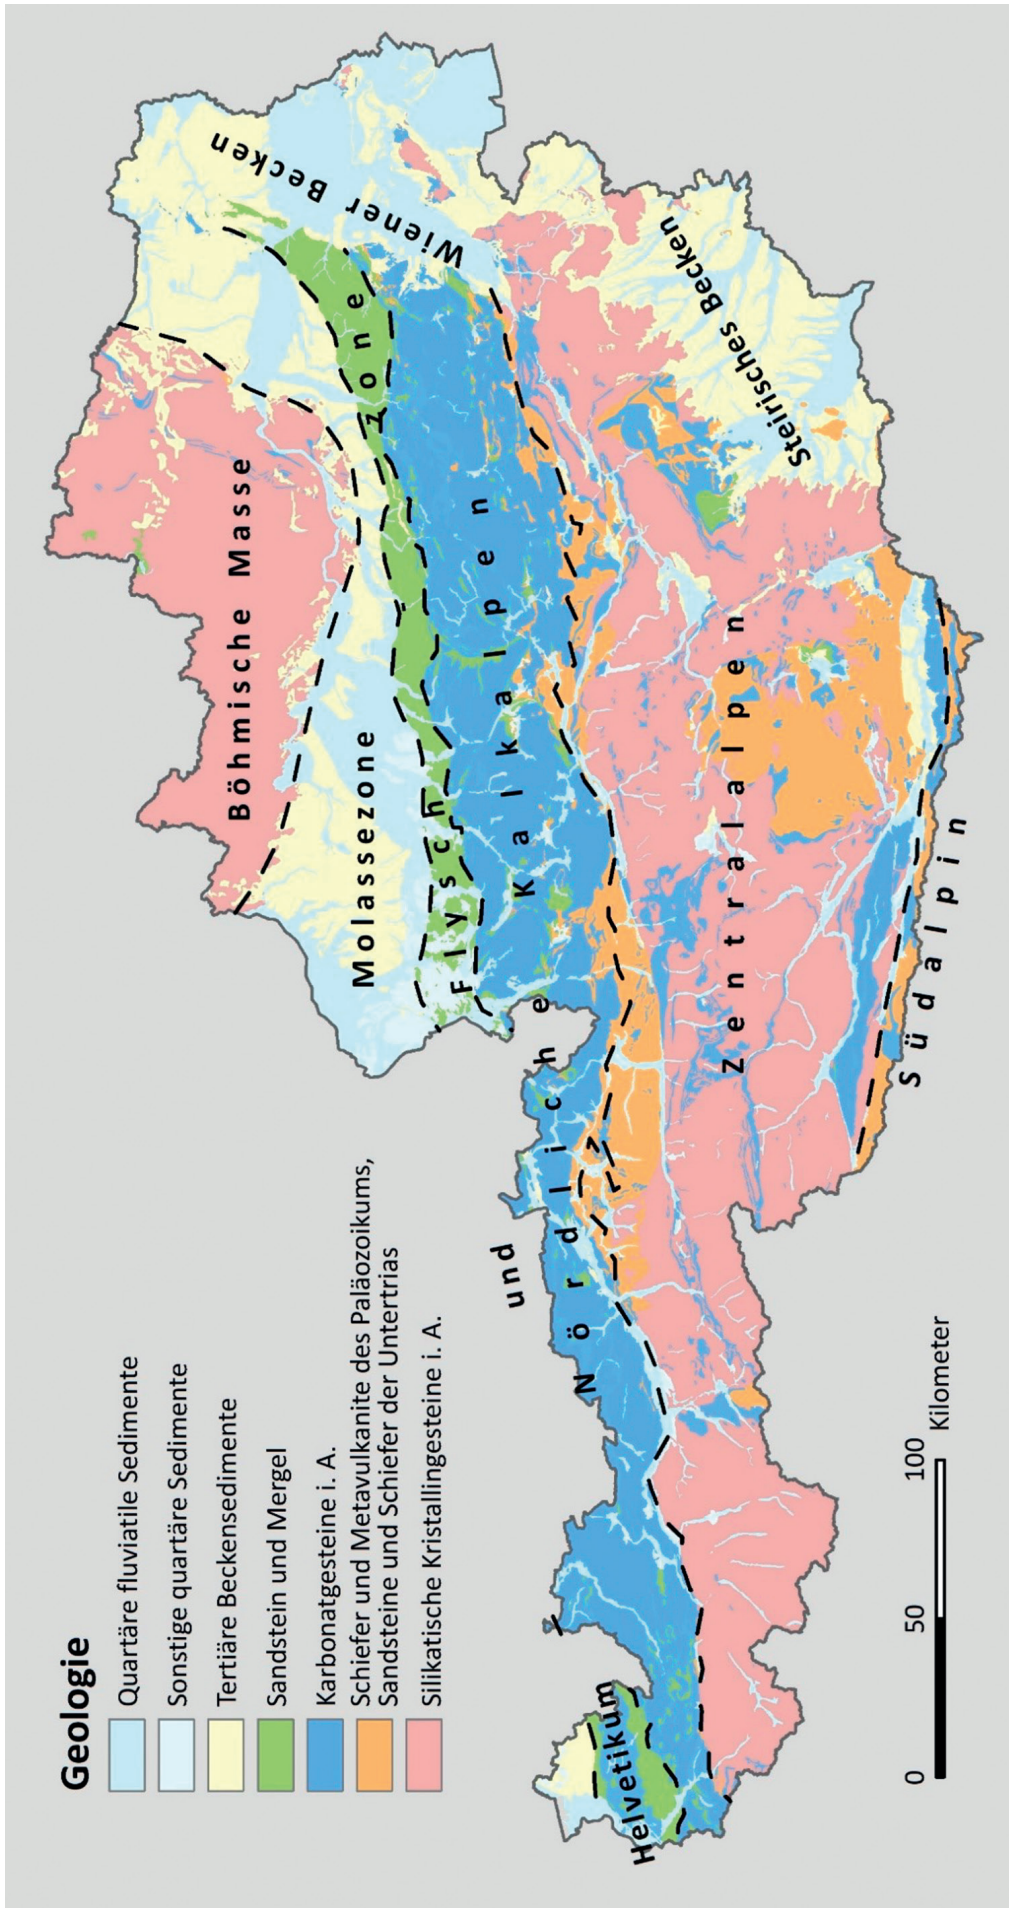 Geologie
Quartäre fluviatile Sedimente
Sonstige quartäre Sedimente
Tertiäre Beckensedimente
Sandstein und Mergel
Karbonatgesteine i. A.
Schiefer und Metavulkanite des Paläozoikums,
Sandsteine und Schiefer der Untertrias
Silikatische Kristallingesteine i. A.
Böhmische Masse
Molassezone
Wiener Becken
Flyschzone
und
Helvetikum
Nördliche Kalkalpen
Zentralalpen
Steirisches Becken
Südalpin
0 50 100
Kilometer